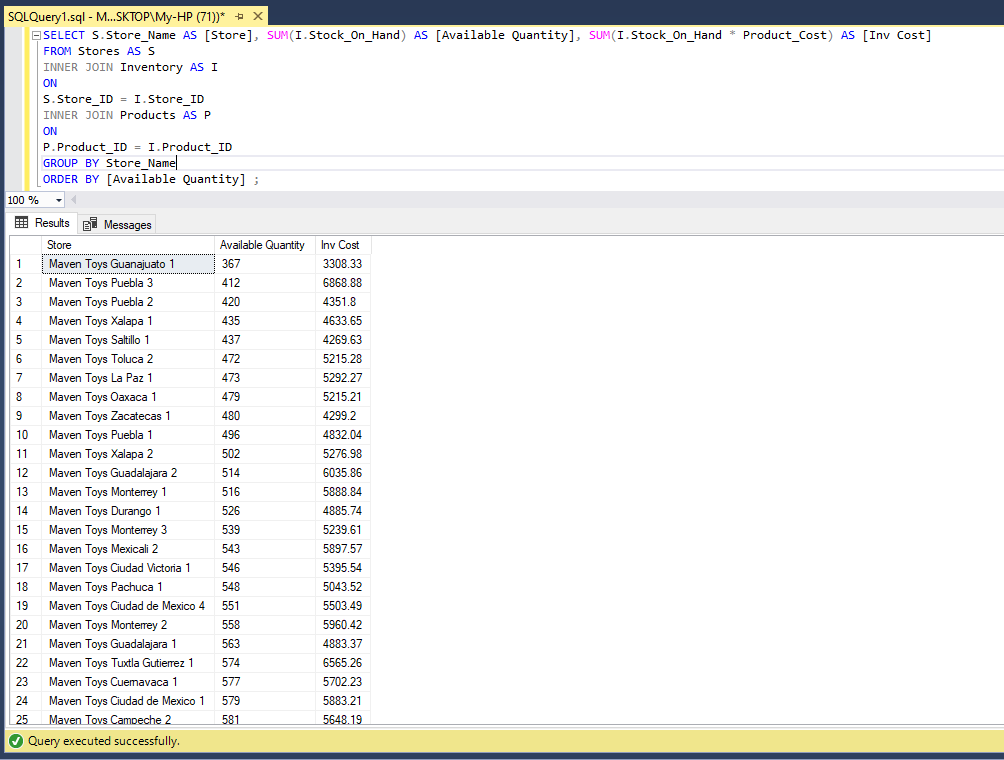 SQLQuery1.sql - M...SKTOP\My-HP (71))*
SELECT S.Store_Name AS [Store], SUM(I.Stock_On_Hand) AS [Available Quantity], SUM(I.Stock_On_Hand * Product_Cost) AS [Inv Cost]
FROM Stores AS S
INNER JOIN Inventory AS I
ON
S.Store_ID = I.Store_ID
INNER JOIN Products AS P
ON
P.Product_ID = I.Product_ID
GROUP BY Store_Name
ORDER BY [Available Quantity] ;
100 %
Results Messages
Store Available Quantity Inv Cost
1 Maven Toys Guanajuato 1 367 3308.33
2 Maven Toys Puebla 3 412 6868.88
3 Maven Toys Puebla 2 420 4351.8
4 Maven Toys Xalapa 1 435 4633.65
5 Maven Toys Saltillo 1 437 4269.63
6 Maven Toys Toluca 2 472 5215.28
7 Maven Toys La Paz 1 473 5292.27
8 Maven Toys Oaxaca 1 479 5215.21
9 Maven Toys Zacatecas 1 480 4299.2
10 Maven Toys Puebla 1 496 4832.04
11 Maven Toys Xalapa 2 502 5276.98
12 Maven Toys Guadalajara 2 514 6035.86
13 Maven Toys Monterrey 1 516 5888.84
14 Maven Toys Durango 1 526 4885.74
15 Maven Toys Monterrey 3 539 5239.61
16 Maven Toys Mexicali 2 543 5897.57
17 Maven Toys Ciudad Victoria 1 546 5395.54
18 Maven Toys Pachuca 1 548 5043.52
19 Maven Toys Ciudad de Mexico 4 551 5503.49
20 Maven Toys Monterrey 2 558 5960.42
21 Maven Toys Guadalajara 1 563 4883.37
22 Maven Toys Tuxtla Gutierrez 1 574 6565.26
23 Maven Toys Cuernavaca 1 577 5702.23
24 Maven Toys Ciudad de Mexico 1 579 5883.21
25 Maven Toys Campeche 2 581 5648.19
Query executed successfully.